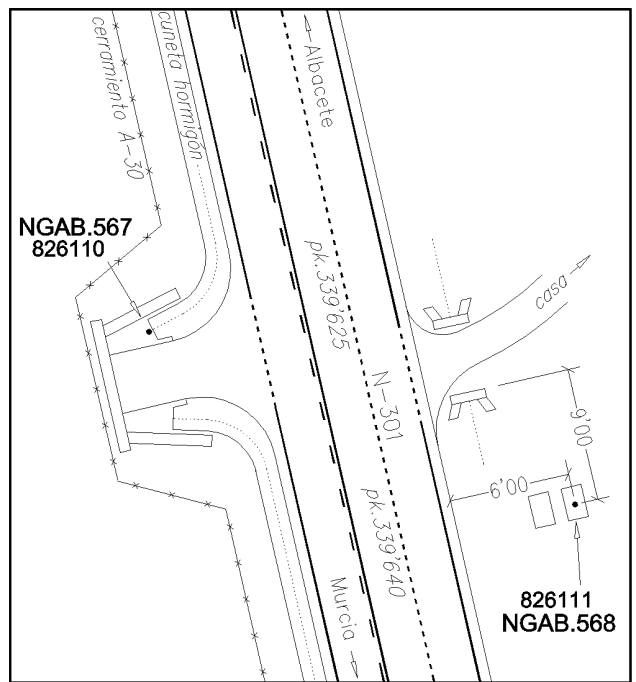 cerramiento A-30
cuneta hormigón
Albacete
NGAB.567
826110
pk.339'625
N-301
casa
9'00
6'00
pk.339'640
Murcia
826111
NGAB.568